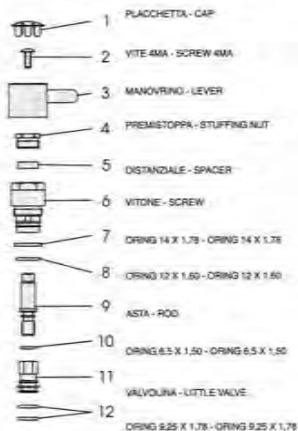 1 PLACCHETTA - CAP
2 VITE 4MA - SCREW 4MA
3 MANOVRINO - LEVER
4 PREMISTOPPA - STUFFING NUT
5 DISTANZIALE - SPACER
6 VITONE - SCREW
7 ORING 14 X 1,78 - ORING 14 X 1,78
8 ORING 12 X 1,60 - ORING 12 X 1,60
9 ASTA - ROD
10 ORING 6,5 X 1,50 - ORING 6,5 X 1,50
11 VALVOLINA - LITTLE VALVE
12 ORING 9,25 X 1,78 - ORING 9,25 X 1,78